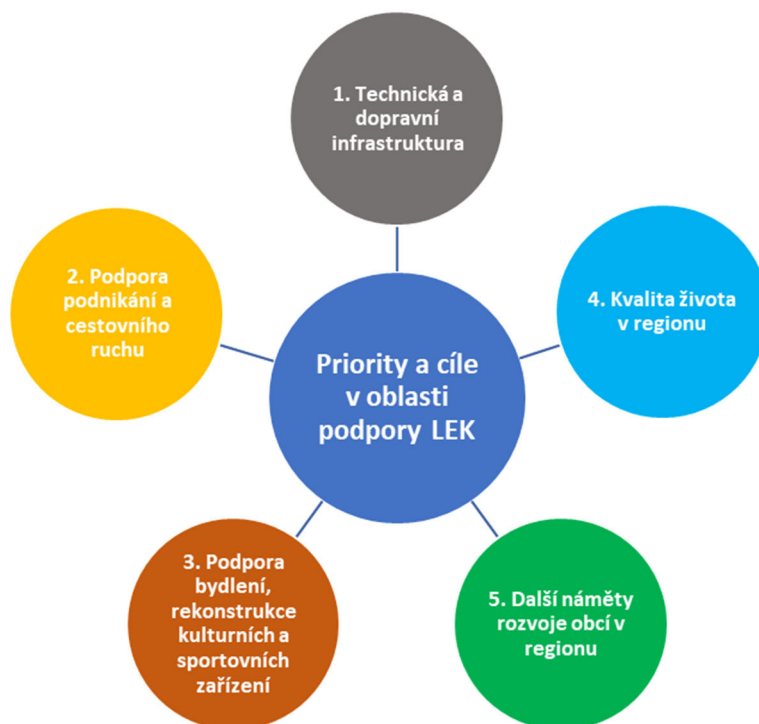 1. Technická a
dopravní
infrastruktura
2. Podpora
podnikání a
cestovního
ruchu
4. Kvalita života
v regionu
Priority a cíle
v oblasti
podpory LEK
3. Podpora
bydlení,
rekonstrukce
kulturních a
sportovních
zařízení
5. Další náměty
rozvoje obcí v
regionu